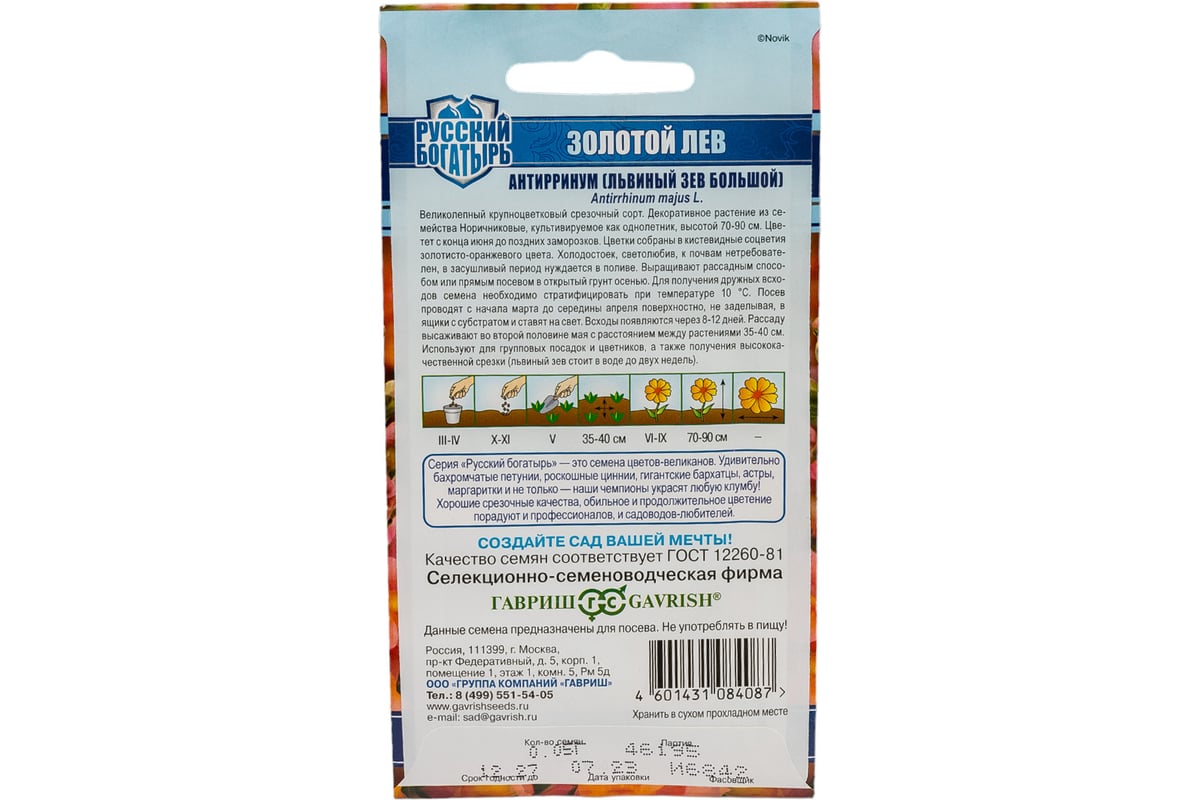 ©Novik
РУССКИЙ
БОГАТЫРЬ
ЗОЛОТОЙ ЛЕВ
АНТИРРИНУМ (ЛЬВИНЫЙ ЗЕВ БОЛЬШОЙ)
Antirrhinum majus L.
Великолепный крупноцветковый срезочный сорт. Декоративное растение из се-
мейства Норичниковые, культивируемое как однолетник, высотой 70-90 см. Цве-
тет с конца июня до поздних заморозков. Цветки собраны в кистевидные соцветия
золотисто-оранжевого цвета. Холодостоек, светолюбив, к почвам нетребовате-
лен, в засушливый период нуждается в поливе. Выращивают рассадным спосо-
бом или прямым посевом в открытый грунт осенью. Для получения дружных всхо-
дов семена необходимо стратифицировать при температуре 10 °С. Посев
проводят с начала марта до середины апреля поверхностно, не заделывая, в
ящики с субстратом и ставят на свет. Всходы появляются через 8-12 дней. Рассаду
высаживают во второй половине мая с расстоянием между растениями 35-40 см.
Используют для групповых посадок и цветников, а также получения высокока-
чественной срезки (львиный зев стоит в воде до двух недель).
III-IV X-XI V 35-40 см VI-IX 70-90 см –
Серия «Русский богатырь» — это семена цветов-великанов. Удивительно
бахромчатые петунии, роскошные циннии, гигантские бархатцы, астры,
маргаритки и не только — наши чемпионы украсят любую клумбу!
Хорошие срезочные качества, обильное и продолжительное цветение
порадуют и профессионалов, и садоводов-любителей.
СОЗДАЙТЕ САД ВАШЕЙ МЕЧТЫ!
Качество семян соответствует ГОСТ 12260-81
Селекционно-семеноводческая фирма
ГАВРИШ ГС GAVRISH®
Данные семена предназначены для посева. Не употреблять в пищу!
Россия, 111399, г. Москва,
пр-кт Федеративный, д. 5, корп. 1,
помещение 1, этаж 1, комн. 5, Рм 5д
ООО «ГРУППА КОМПАНИЙ «ГАВРИШ»
Тел.: 8 (499) 551-54-05
www.gavrishseeds.ru
e-mail: sad@gavrish.ru
4 601431 084087 >
Хранить в сухом прохладном месте
Кол-во семян Партия
0.05Г 46195
12.27 07.23 И6842
Срок годности до Дата упаковки Фасовщик